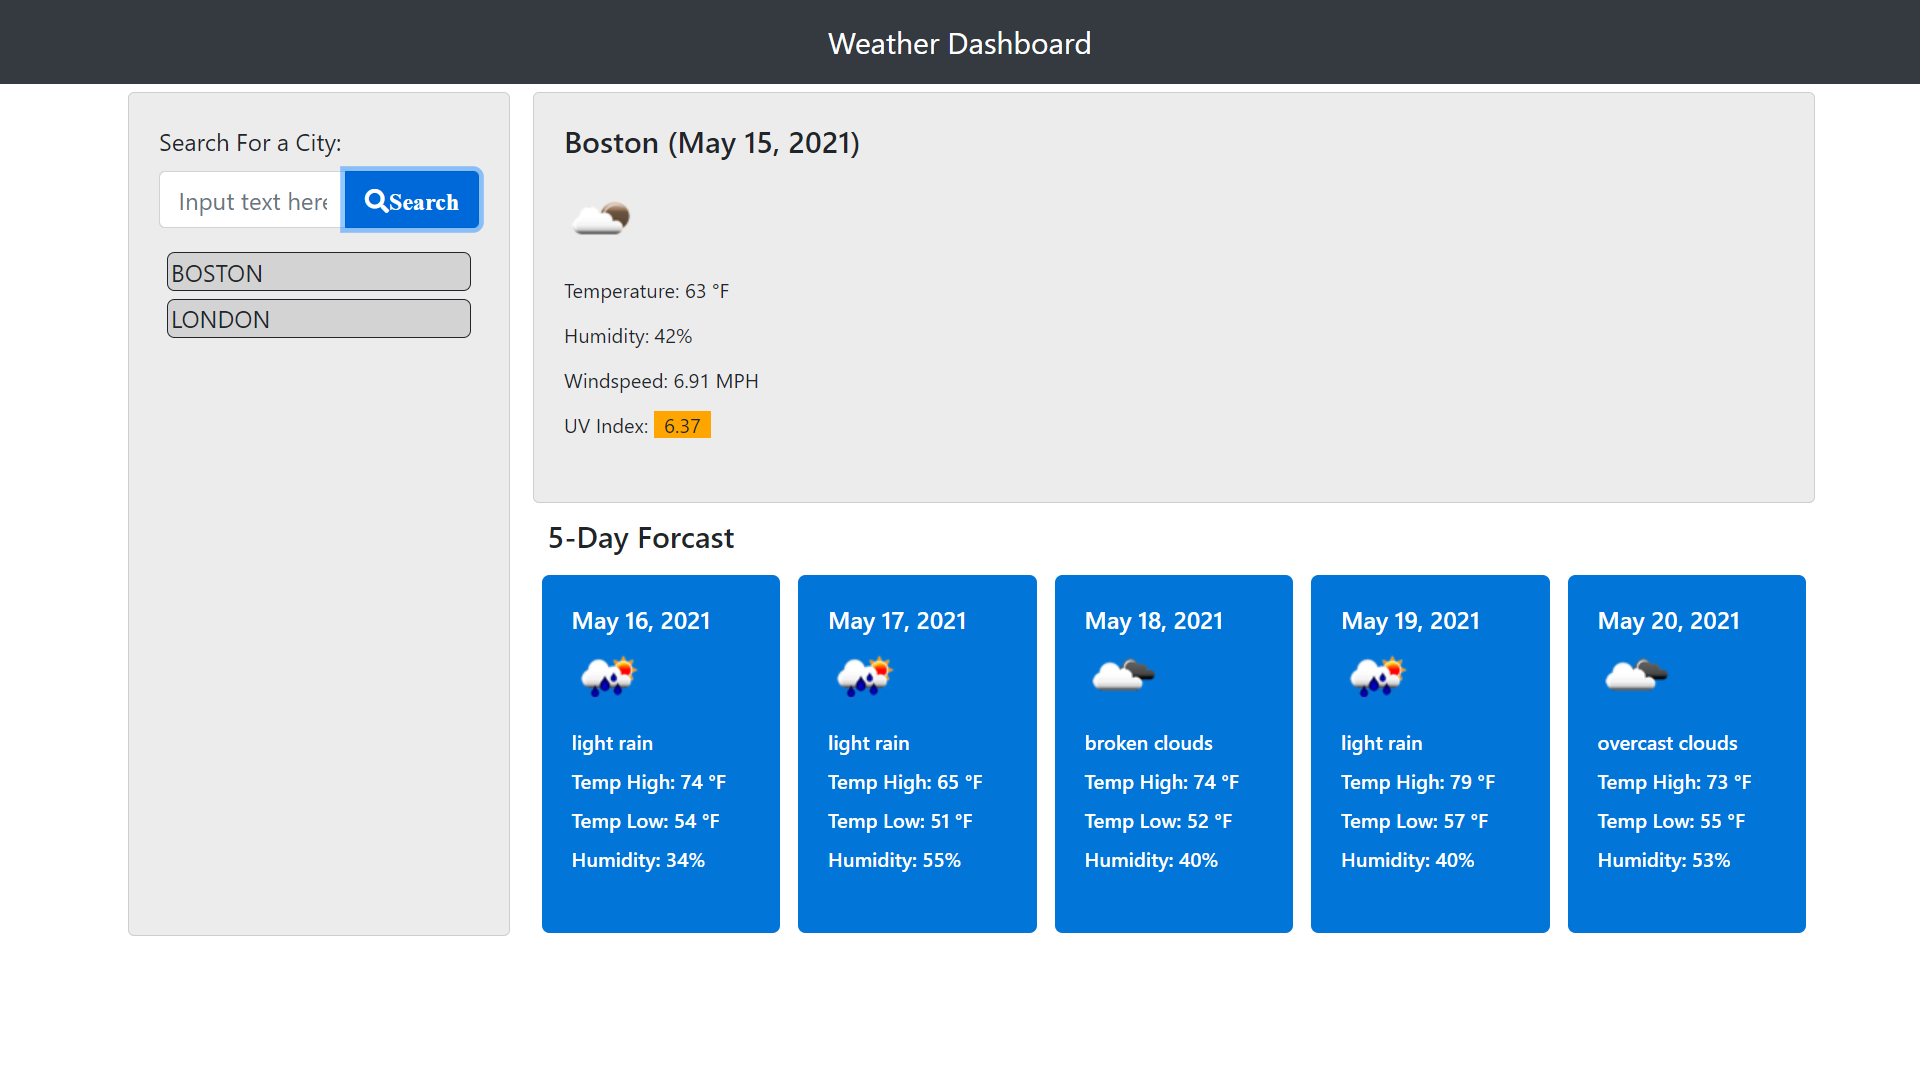 Weather Dashboard
Search For a City:
Input text here
Search
BOSTON
LONDON
Boston (May 15, 2021)
Temperature: 63 °F
Humidity: 42%
Windspeed: 6.91 MPH
UV Index: 6.37
5-Day Forcast
May 16, 2021
light rain
Temp High: 74 °F
Temp Low: 54 °F
Humidity: 34%
May 17, 2021
light rain
Temp High: 65 °F
Temp Low: 51 °F
Humidity: 55%
May 18, 2021
broken clouds
Temp High: 74 °F
Temp Low: 52 °F
Humidity: 40%
May 19, 2021
light rain
Temp High: 79 °F
Temp Low: 57 °F
Humidity: 40%
May 20, 2021
overcast clouds
Temp High: 73 °F
Temp Low: 55 °F
Humidity: 53%